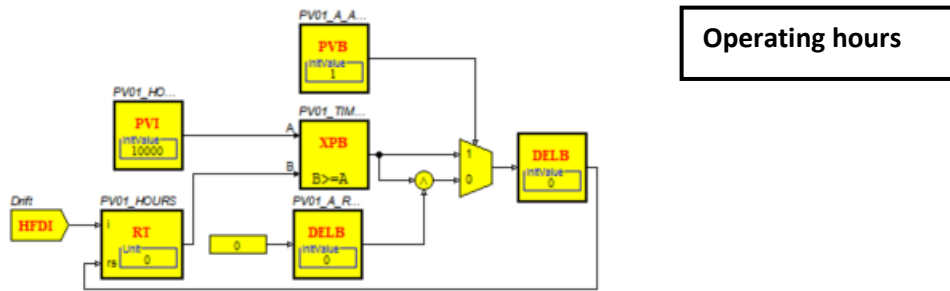 PV01_A_A...
PVB
InitValue
1
Operating hours
PV01_HO...
PVI
InitValue
10000
PV01_TIM...
A
XPB
B
B>=A
1
0
DELB
InitValue
0
Drift
HFDI
PV01_HOURS
i
RT
rs
Unit
0
0
PV01_A_R...
DELB
InitValue
0
^